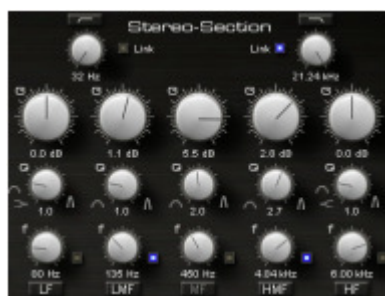 Stereo-Section
Link Link
32 Hz 21.24 kHz
G G G G G
0.0 dB 1.1 dB 5.5 dB 2.8 dB 0.0 dB
Q Q Q Q Q
1.0 1.0 2.0 2.7 1.0
f f f f f
80 Hz 135 Hz 460 Hz 4.84 kHz 6.00 kHz
LF LMF MF HMF HF